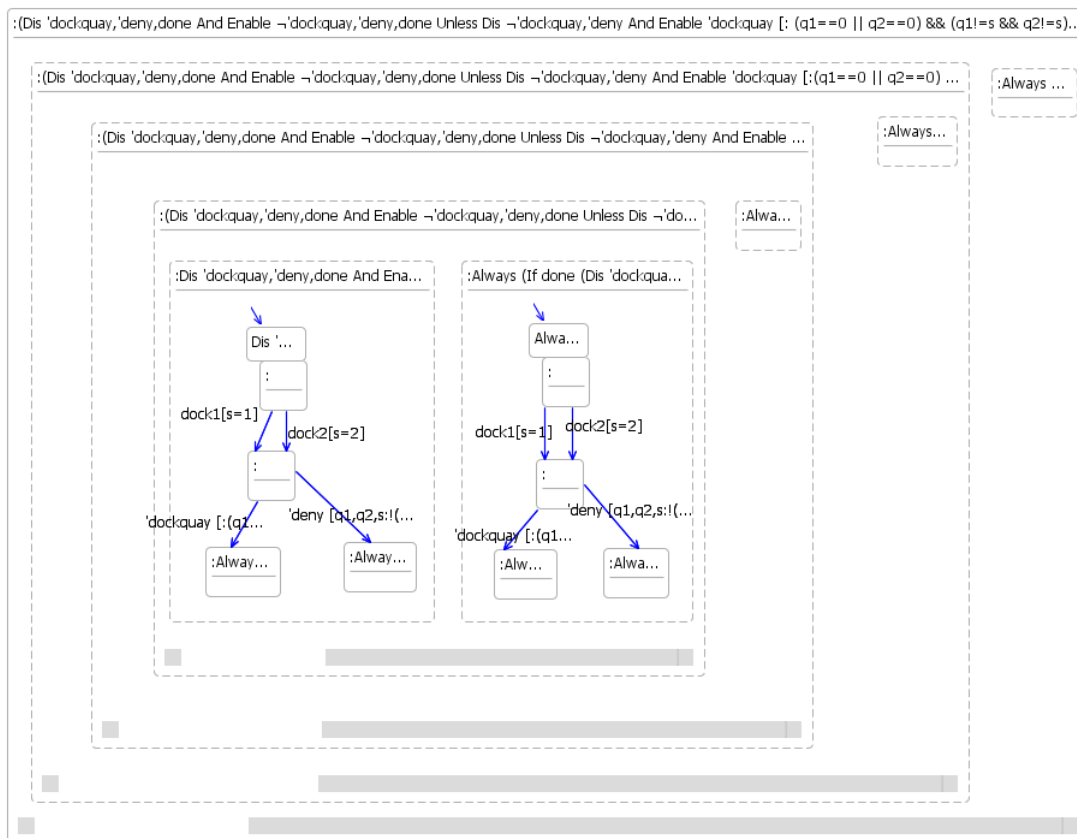 :(Dis 'dockquay,'deny,done And Enable ¬'dockquay,'deny,done Unless Dis ¬'dockquay,'deny And Enable 'dockquay [: (q1==0 || q2==0) && (q1!=s && q2!=s)...
:(Dis 'dockquay,'deny,done And Enable ¬'dockquay,'deny,done Unless Dis ¬'dockquay,'deny And Enable 'dockquay [:(q1==0 || q2==0) ...
:Always ...
:(Dis 'dockquay,'deny,done And Enable ¬'dockquay,'deny,done Unless Dis ¬'dockquay,'deny And Enable ...
:Always...
:(Dis 'dockquay,'deny,done And Enable ¬'dockquay,'deny,done Unless Dis ¬'do...
:Alwa...
:Dis 'dockquay,'deny,done And Ena...
:Always (If done (Dis 'dockqua...
Dis '...
Alwa...
:
:
dock1[s=1]
dock2[s=2]
dock1[s=1]
dock2[s=2]
:
:
'dockquay [:(q1...
'deny [q1,q2,s:!(...
'dockquay [:(q1...
'deny [q1,q2,s:!(...
:Alway...
:Alway...
:Alw...
:Alwa...